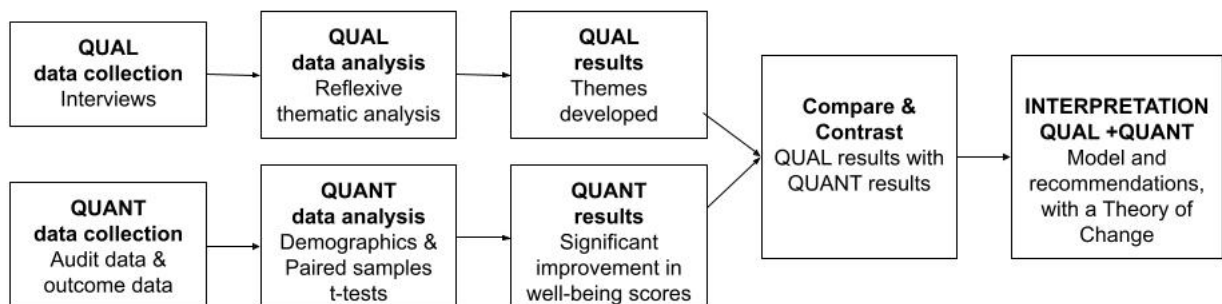 QUAL
data collection
Interviews
QUAL
data analysis
Reflexive
thematic analysis
QUAL
results
Themes
developed
QUANT
data collection
Audit data &
outcome data
QUANT
data analysis
Demographics &
Paired samples
t-tests
QUANT
results
Significant
improvement in
well-being scores
Compare &
Contrast
QUAL results with
QUANT results
INTERPRETATION
QUAL +QUANT
Model and
recommendations,
with a Theory of
Change